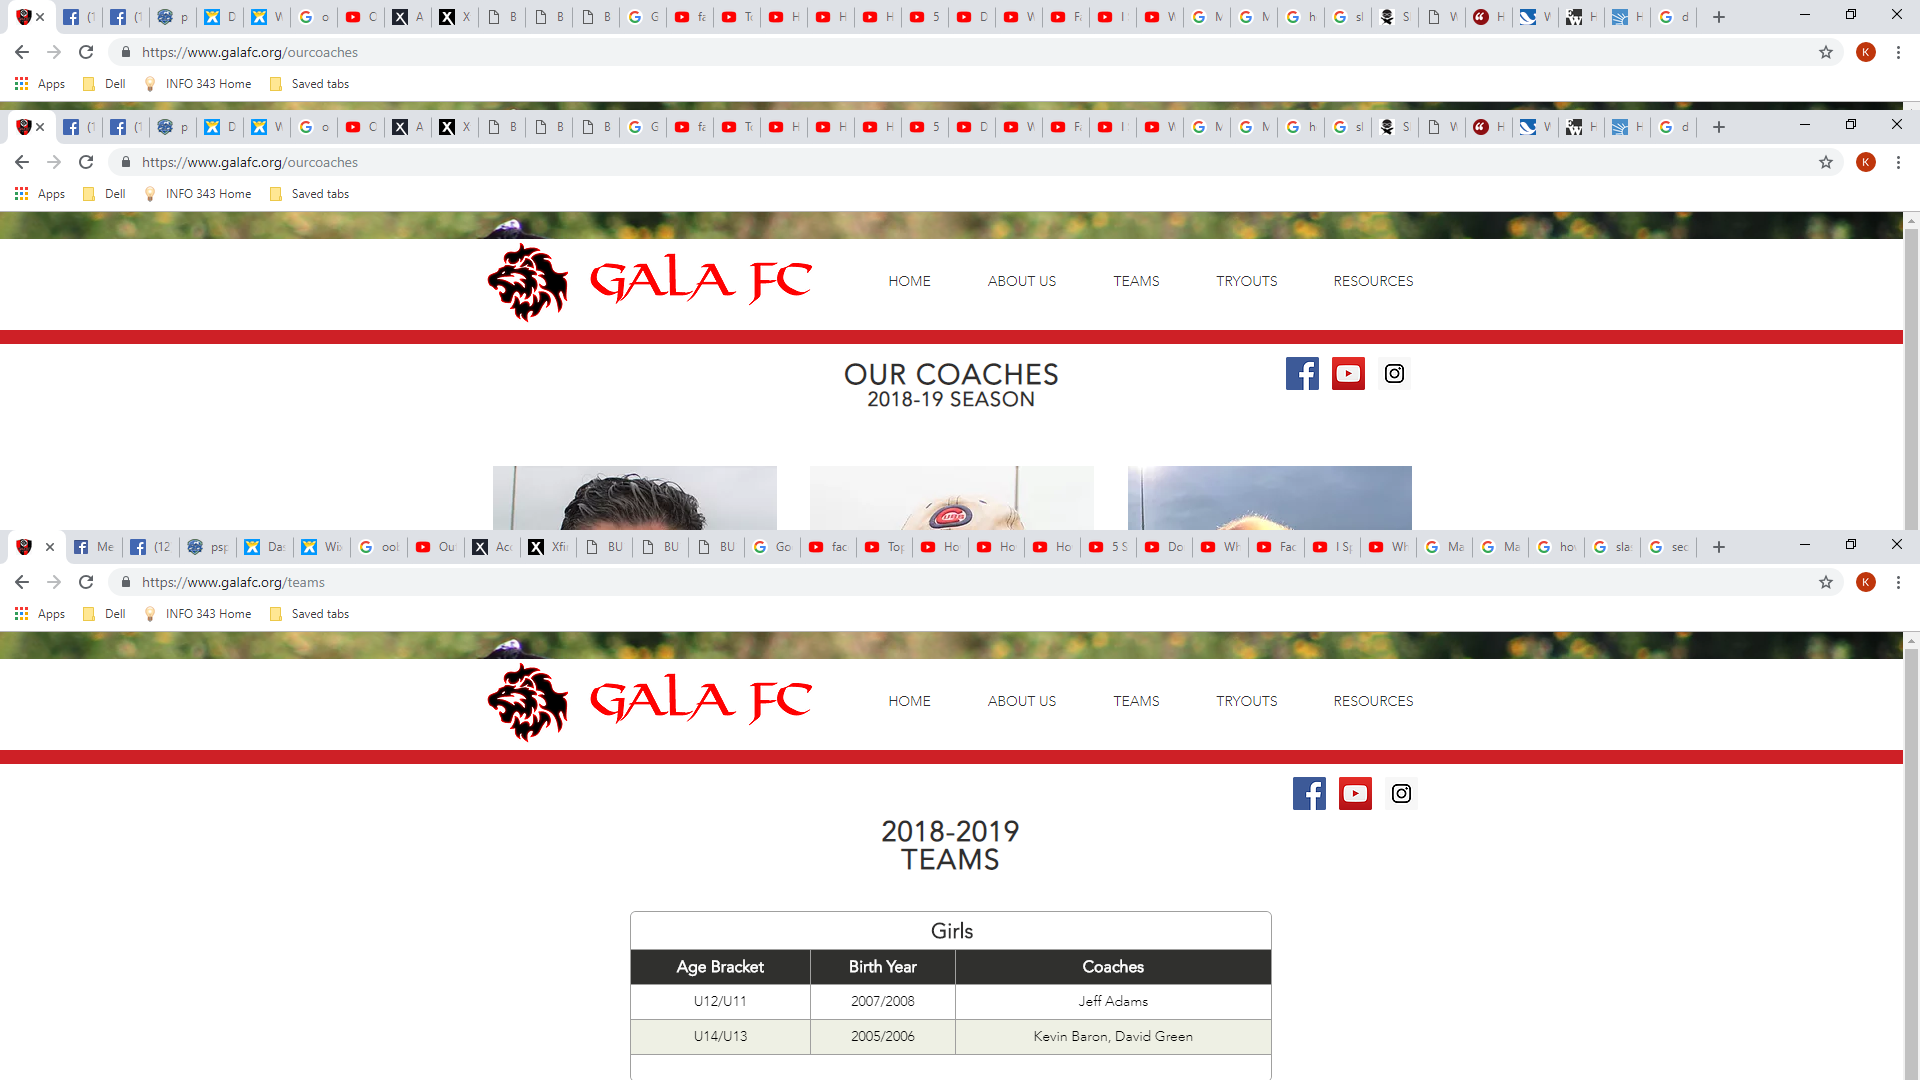 https://www.galafc.org/ourcoaches
K
Apps Dell INFO 343 Home Saved tabs
https://www.galafc.org/ourcoaches
K
Apps Dell INFO 343 Home Saved tabs
GALA FC
HOME ABOUT US TEAMS TRYOUTS RESOURCES
OUR COACHES
2018-19 SEASON
Me (12 psp Da Wix ool Ou Acc Xfi BU BU BU Go fac Top Ho Ho Ho 5 S Do Wh Fac I Sp Wh Ma Ma ho sla sec
https://www.galafc.org/teams
K
Apps Dell INFO 343 Home Saved tabs
GALA FC
HOME ABOUT US TEAMS TRYOUTS RESOURCES
2018-2019
TEAMS
Girls
Age Bracket Birth Year Coaches
U12/U11 2007/2008 Jeff Adams
U14/U13 2005/2006 Kevin Baron, David Green